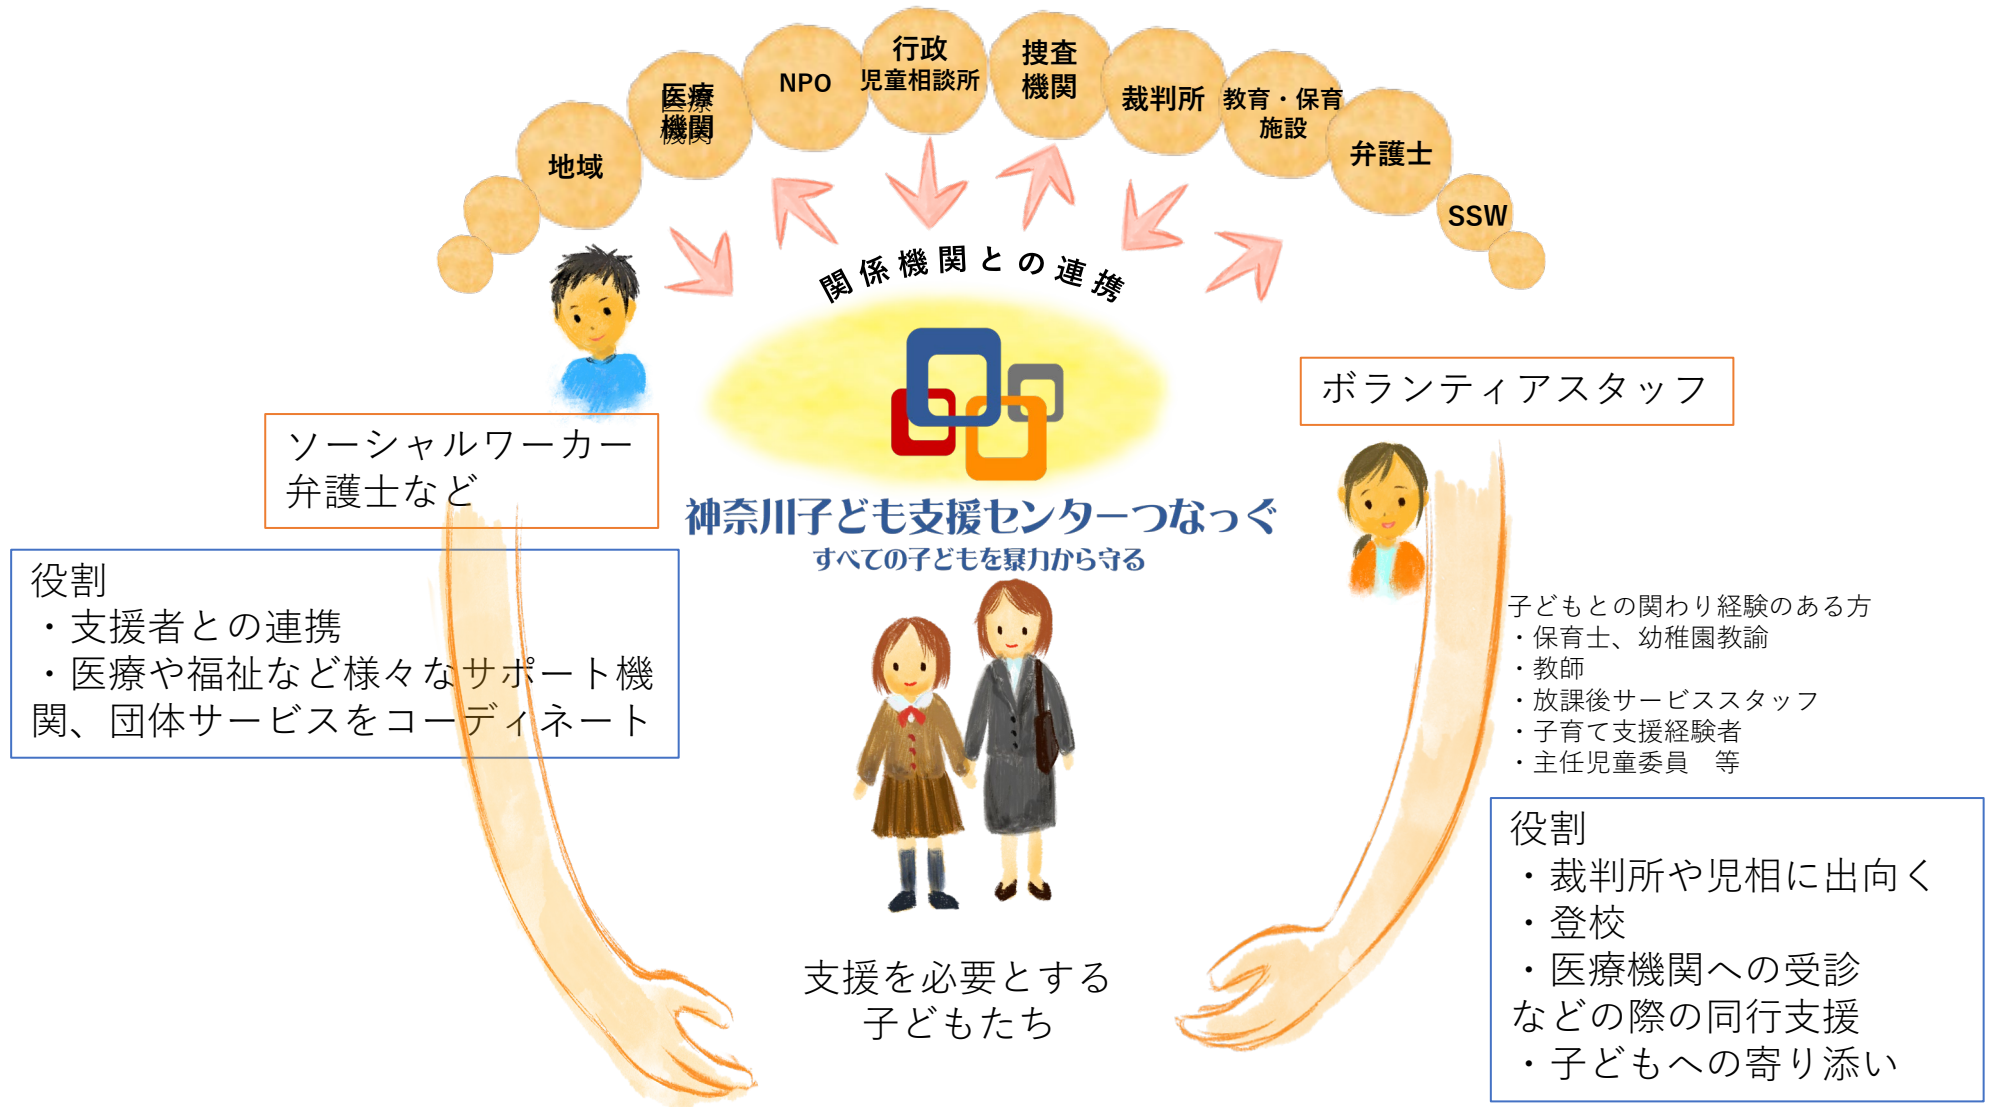 行政
児童相談所
捜査
機関
NPO
医療
機関
裁判所
教育・保育
施設
地域
弁護士
SSW
関係機関との連携
ボランティアスタッフ
ソーシャルワーカー
弁護士など
神奈川子ども支援センターつなっぐ
すべての子どもを暴力から守る
役割
・支援者との連携
・医療や福祉など様々なサポート機
関、団体サービスをコーディネート
子どもとの関わり経験のある方
・保育士、幼稚園教諭
・教師
・放課後サービススタッフ
・子育て支援経験者
・主任児童委員　等
役割
・裁判所や児相に出向く
・登校
・医療機関への受診
などの際の同行支援
・子どもへの寄り添い
支援を必要とする
子どもたち